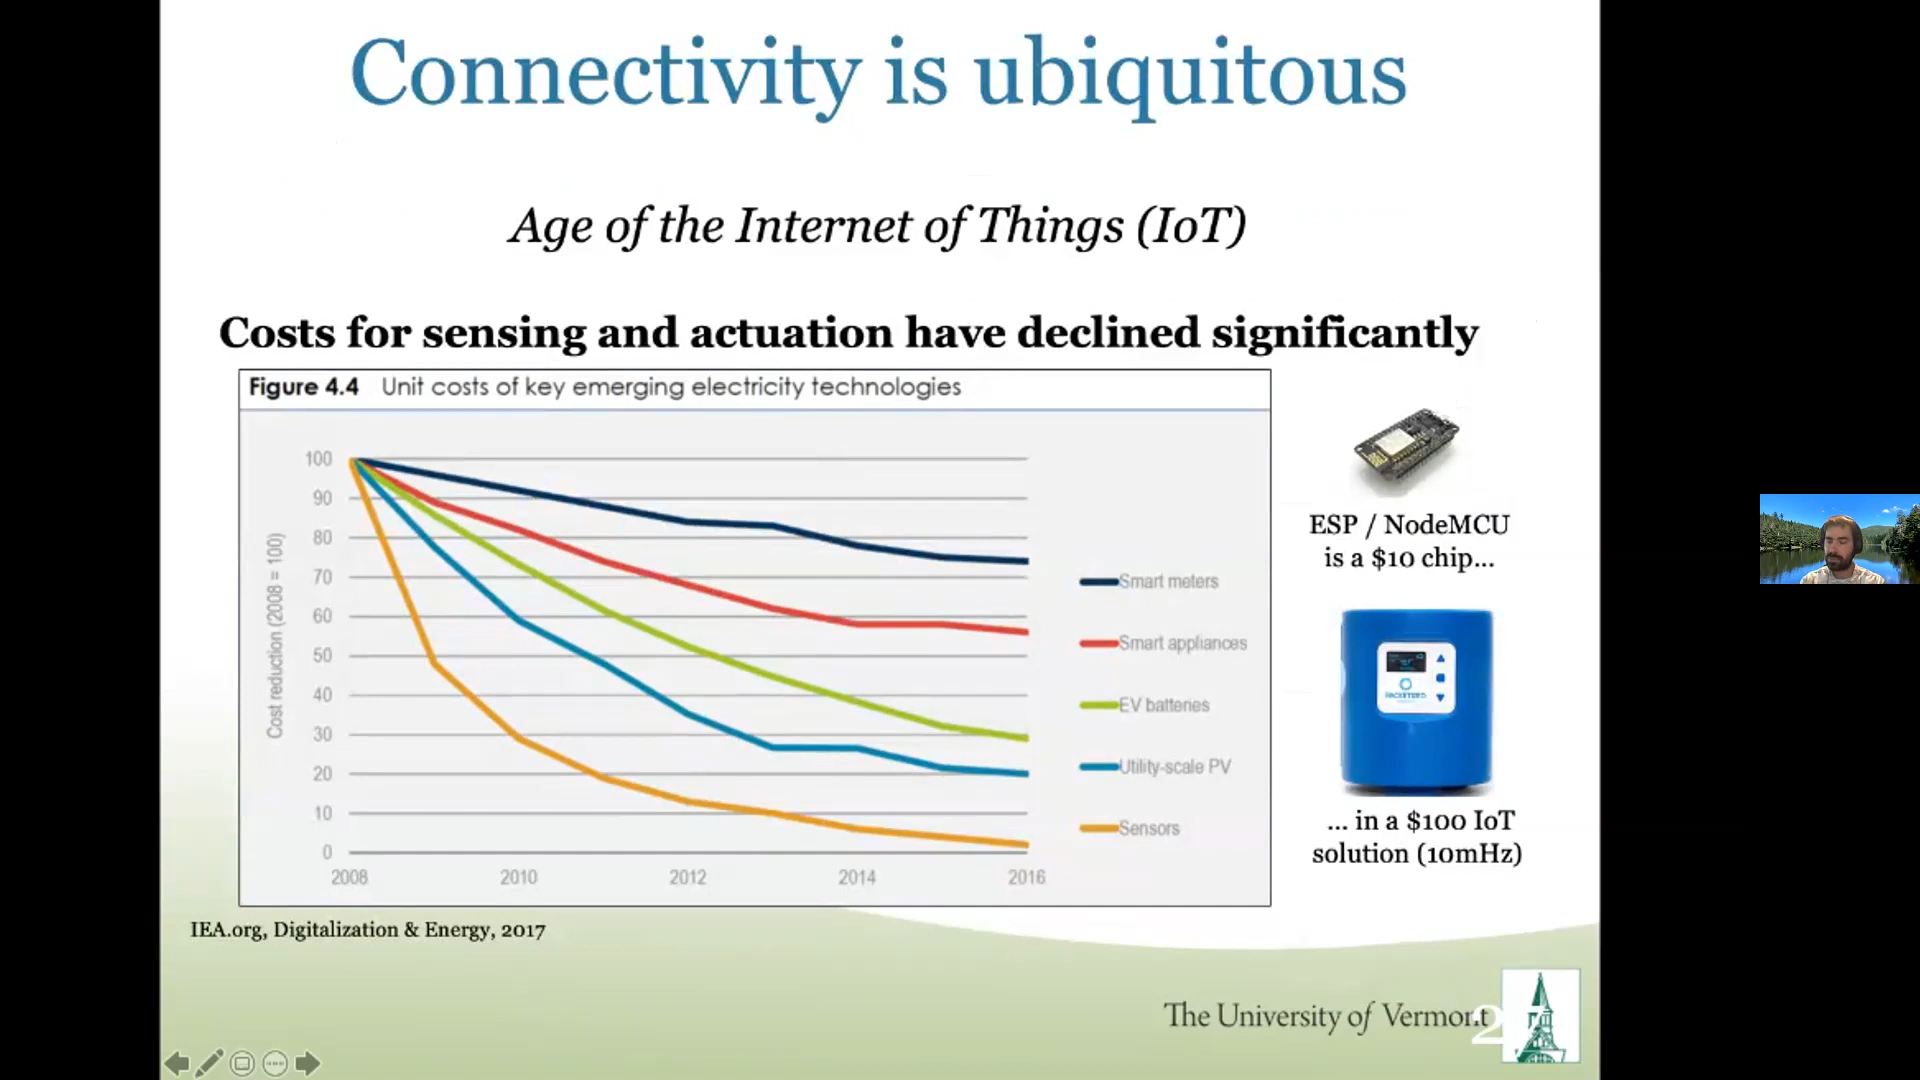 Connectivity is ubiquitous
Age of the Internet of Things (IoT)
Costs for sensing and actuation have declined significantly
Figure 4.4 Unit costs of key emerging electricity technologies
Cost reduction (2008 = 100)
100
90
80
70
60
50
40
30
20
10
0
2008 2010 2012 2014 2016
Smart meters
Smart appliances
EV batteries
Utility-scale PV
Sensors
ESP / NodeMCU
is a $10 chip...
... in a $100 IoT
solution (10mHz)
IEA.org, Digitalization & Energy, 2017
The University of Vermont